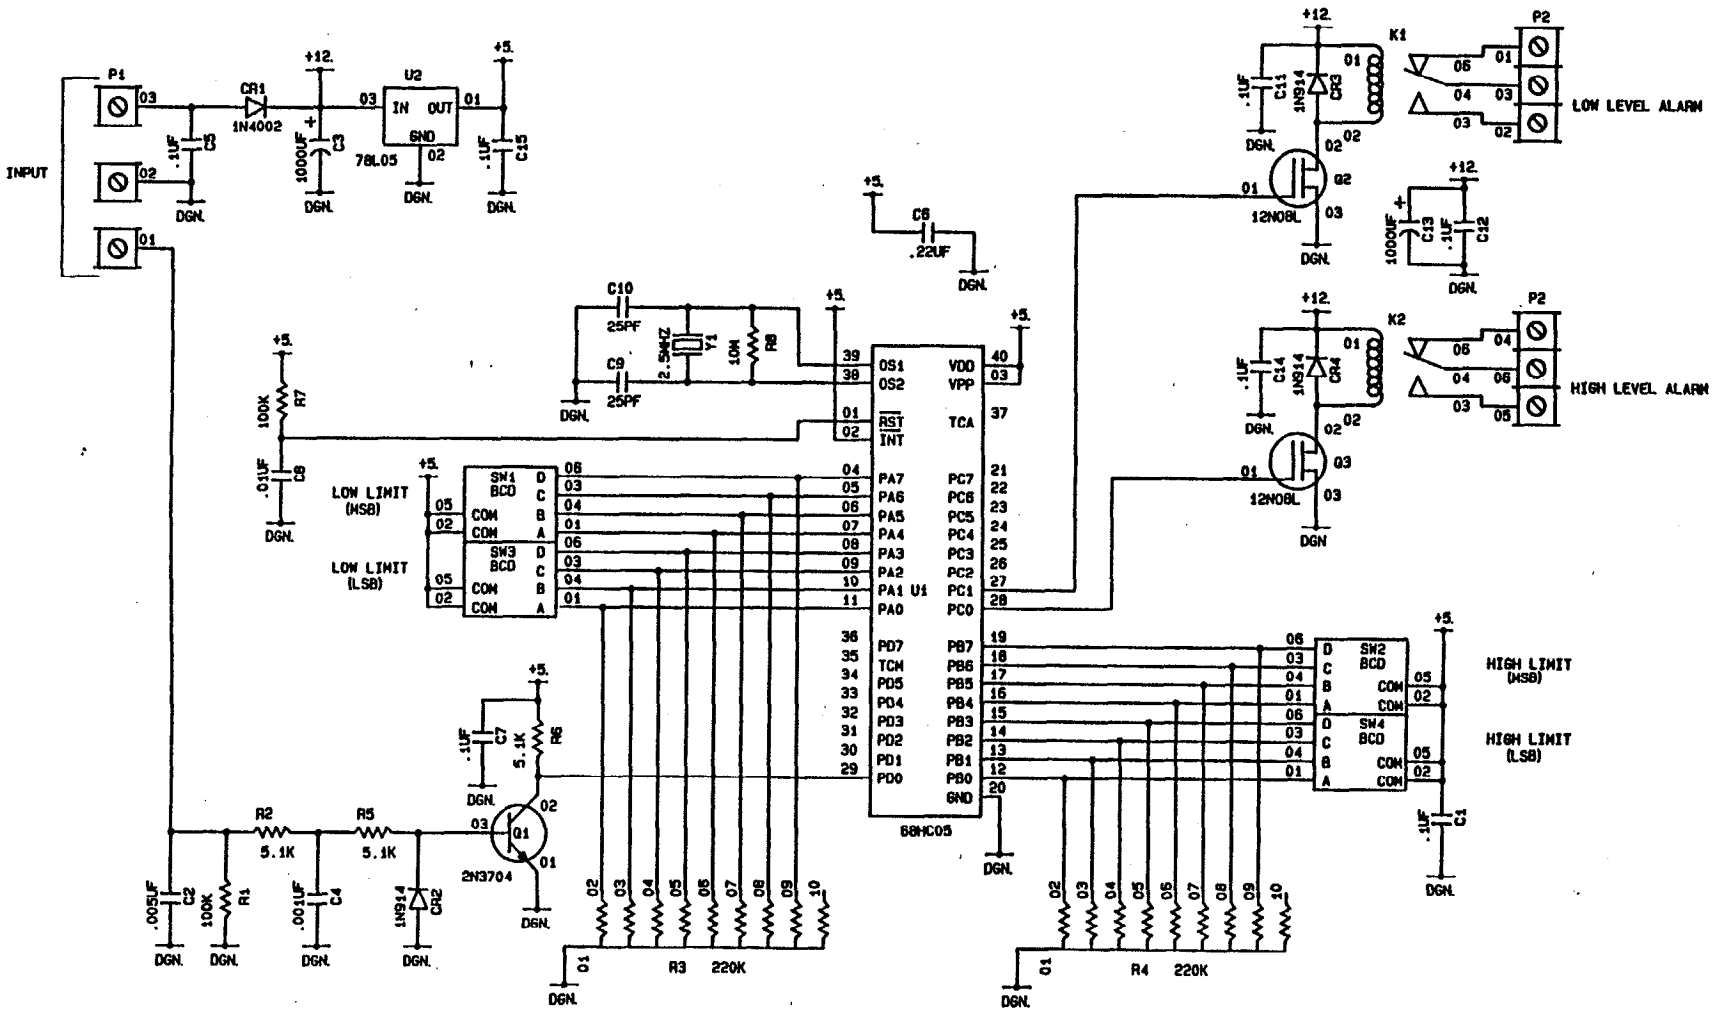 P1
03
02
01
INPUT
CR1
1N4002
.1UF
C5
DGN.
+12.
+
1000UF
C3
DGN.
U2
03
IN OUT
01
GND
02
78L05
DGN.
+5.
.1UF
C15
DGN.
+5.
C6
.22UF
DGN.
+12.
.1UF
C11
DGN.
1N914
CR3
01
02
K1
06
04
03
P2
01
03
02
LOW LEVEL ALARM
02
01
Q2
12N08L
03
DGN.
+12.
+
1000UF
C13
.1UF
C12
DGN.
+12.
.1UF
C14
DGN.
1N914
CR4
01
02
K2
06
04
03
P2
04
06
05
HIGH LEVEL ALARM
02
01
Q3
12N08L
03
DGN
+5.
100K
R7
.01UF
C8
DGN.
C10
25PF
C9
25PF
DGN.
2.5MHZ
Y1
10M
R8
+5.
+5.
39 OS1 VDD 40
38 OS2 VPP 03
01 RST TCA 37
02 INT
04 PA7 PC7 21
05 PA6 PC6 22
06 PA5 PC5 23
07 PA4 PC4 24
08 PA3 PC3 25
09 PA2 PC2 26
10 PA1 U1 PC1 27
11 PA0 PC0 28
36 PD7 PB7 19
35 TCM PB6 18
34 PD5 PB5 17
33 PD4 PB4 16
32 PD3 PB3 15
31 PD2 PB2 14
30 PD1 PB1 13
29 PD0 PB0 12
GND 20
68HC05
DGN.
+5.
LOW LIMIT
(MSB)
LOW LIMIT
(LSB)
SW1 D 06
BCD C 03
05 COM B 04
02 COM A 01
SW3 D 06
BCD C 03
05 COM B 04
02 COM A 01
+5.
06 D SW2
03 C BCD
04 B COM 05
01 A COM 02
06 D SW4
03 C BCD
04 B COM 05
01 A COM 02
HIGH LIMIT
(MSB)
HIGH LIMIT
(LSB)
.1UF
C1
DGN.
+5.
.1UF
C7
DGN.
5.1K
R6
02
03
Q1
01
2N3704
DGN.
R2
5.1K
R5
5.1K
.005UF
C2
DGN.
100K
R1
DGN.
.001UF
C4
DGN.
1N914
CR2
DGN.
02 03 04 05 06 07 08 09 10
01
R3 220K
DGN.
02 03 04 05 06 07 08 09 10
01
R4 220K
DGN.